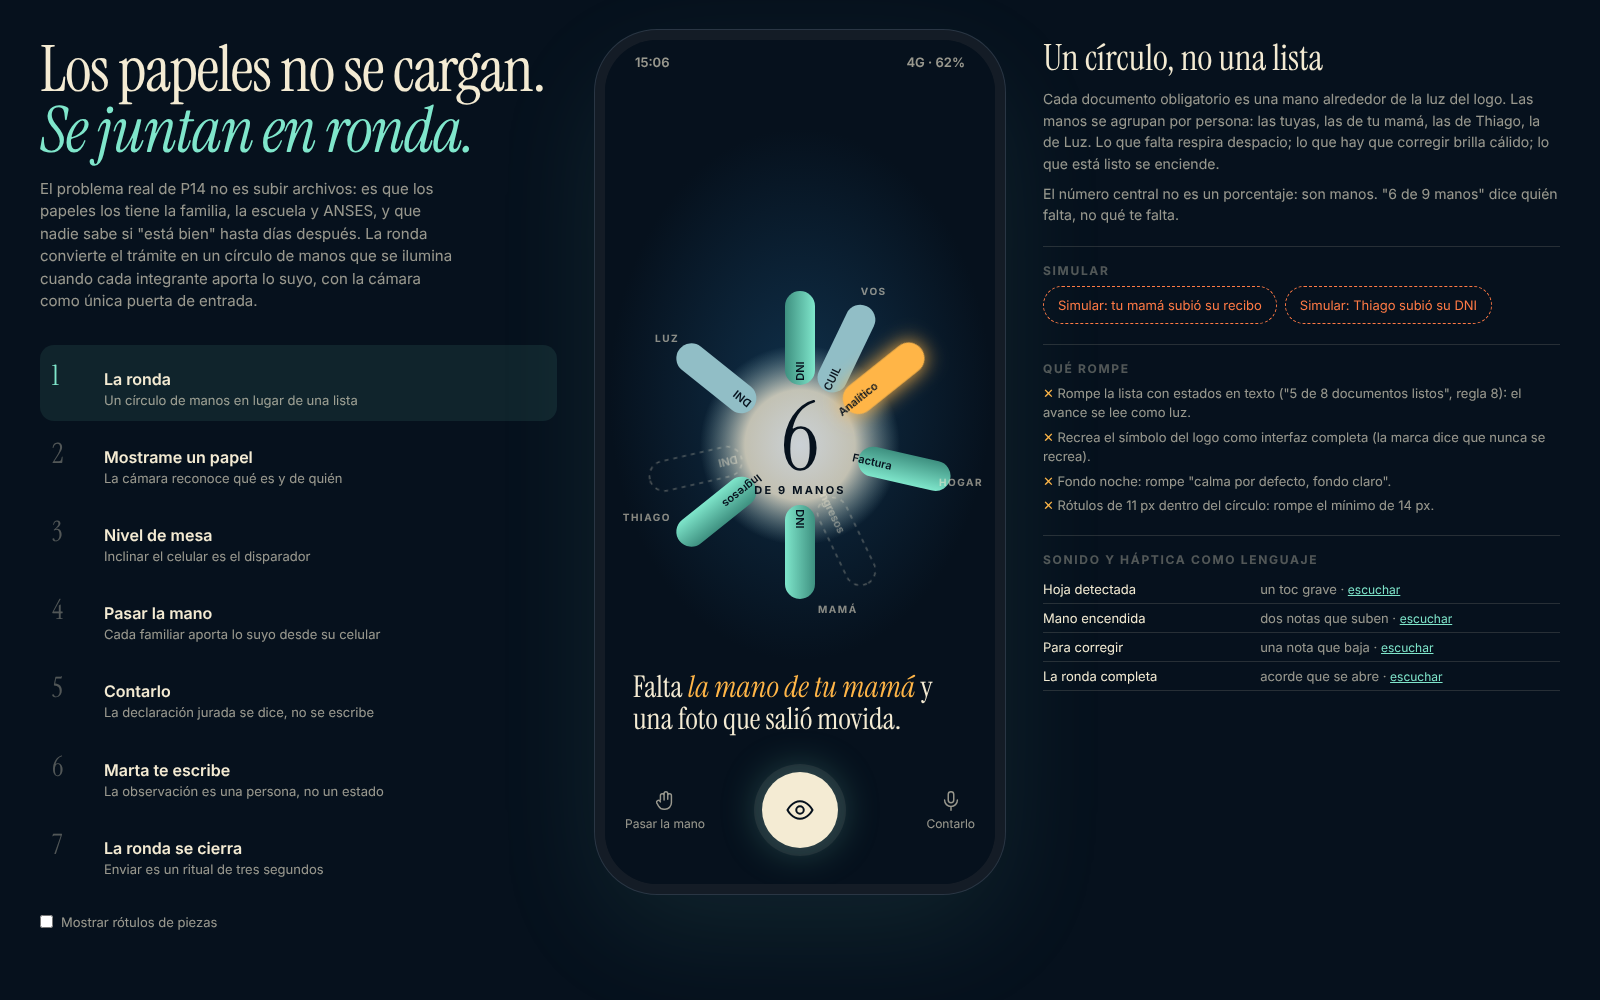 Los papeles no se cargan.
Se juntan en ronda.
El problema real de P14 no es subir archivos: es que los
papeles los tiene la familia, la escuela y ANSES, y que
nadie sabe si "está bien" hasta días después. La ronda
convierte el trámite en un círculo de manos que se ilumina
cuando cada integrante aporta lo suyo, con la cámara
como única puerta de entrada.
1
La ronda
Un círculo de manos en lugar de una lista
2
Mostrame un papel
La cámara reconoce qué es y de quién
3
Nivel de mesa
Inclinar el celular es el disparador
4
Pasar la mano
Cada familiar aporta lo suyo desde su celular
5
Contarlo
La declaración jurada se dice, no se escribe
6
Marta te escribe
La observación es una persona, no un estado
7
La ronda se cierra
Enviar es un ritual de tres segundos
Mostrar rótulos de piezas
15:06
4G · 62%
VOS
LUZ
DNI
CUIL
Analítico
DNI
6
DE 9 MANOS
Factura
HOGAR
DNI
Ingresos
THIAGO
DNI
MAMÁ
Falta la mano de tu mamá y
una foto que salió movida.
Pasar la mano
Contarlo
Un círculo, no una lista
Cada documento obligatorio es una mano alrededor de la luz del logo. Las
manos se agrupan por persona: las tuyas, las de tu mamá, las de Thiago, la
de Luz. Lo que falta respira despacio; lo que hay que corregir brilla cálido; lo
que está listo se enciende.
El número central no es un porcentaje: son manos. "6 de 9 manos" dice quién
falta, no qué te falta.
SIMULAR
Simular: tu mamá subió su recibo
Simular: Thiago subió su DNI
QUÉ ROMPE
✕ Rompe la lista con estados en texto ("5 de 8 documentos listos", regla 8): el
avance se lee como luz.
✕ Recrea el símbolo del logo como interfaz completa (la marca dice que nunca se
recrea).
✕ Fondo noche: rompe "calma por defecto, fondo claro".
✕ Rótulos de 11 px dentro del círculo: rompe el mínimo de 14 px.
SONIDO Y HÁPTICA COMO LENGUAJE
Hoja detectada un toc grave · escuchar
Mano encendida dos notas que suben · escuchar
Para corregir una nota que baja · escuchar
La ronda completa acorde que se abre · escuchar